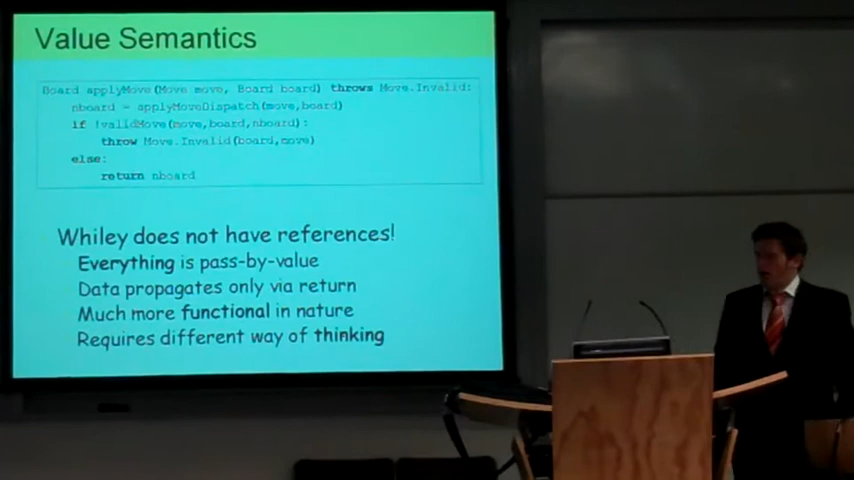 Value Semantics
Board applyMove(Move move, Board board) throws Move.Invalid:
nboard = applyMoveDispatch(move,board)
if !validMove(move,board,nboard):
throw Move.Invalid(board,move)
else:
return nboard
Whiley does not have references!
Everything is pass-by-value
Data propagates only via return
Much more functional in nature
Requires different way of thinking